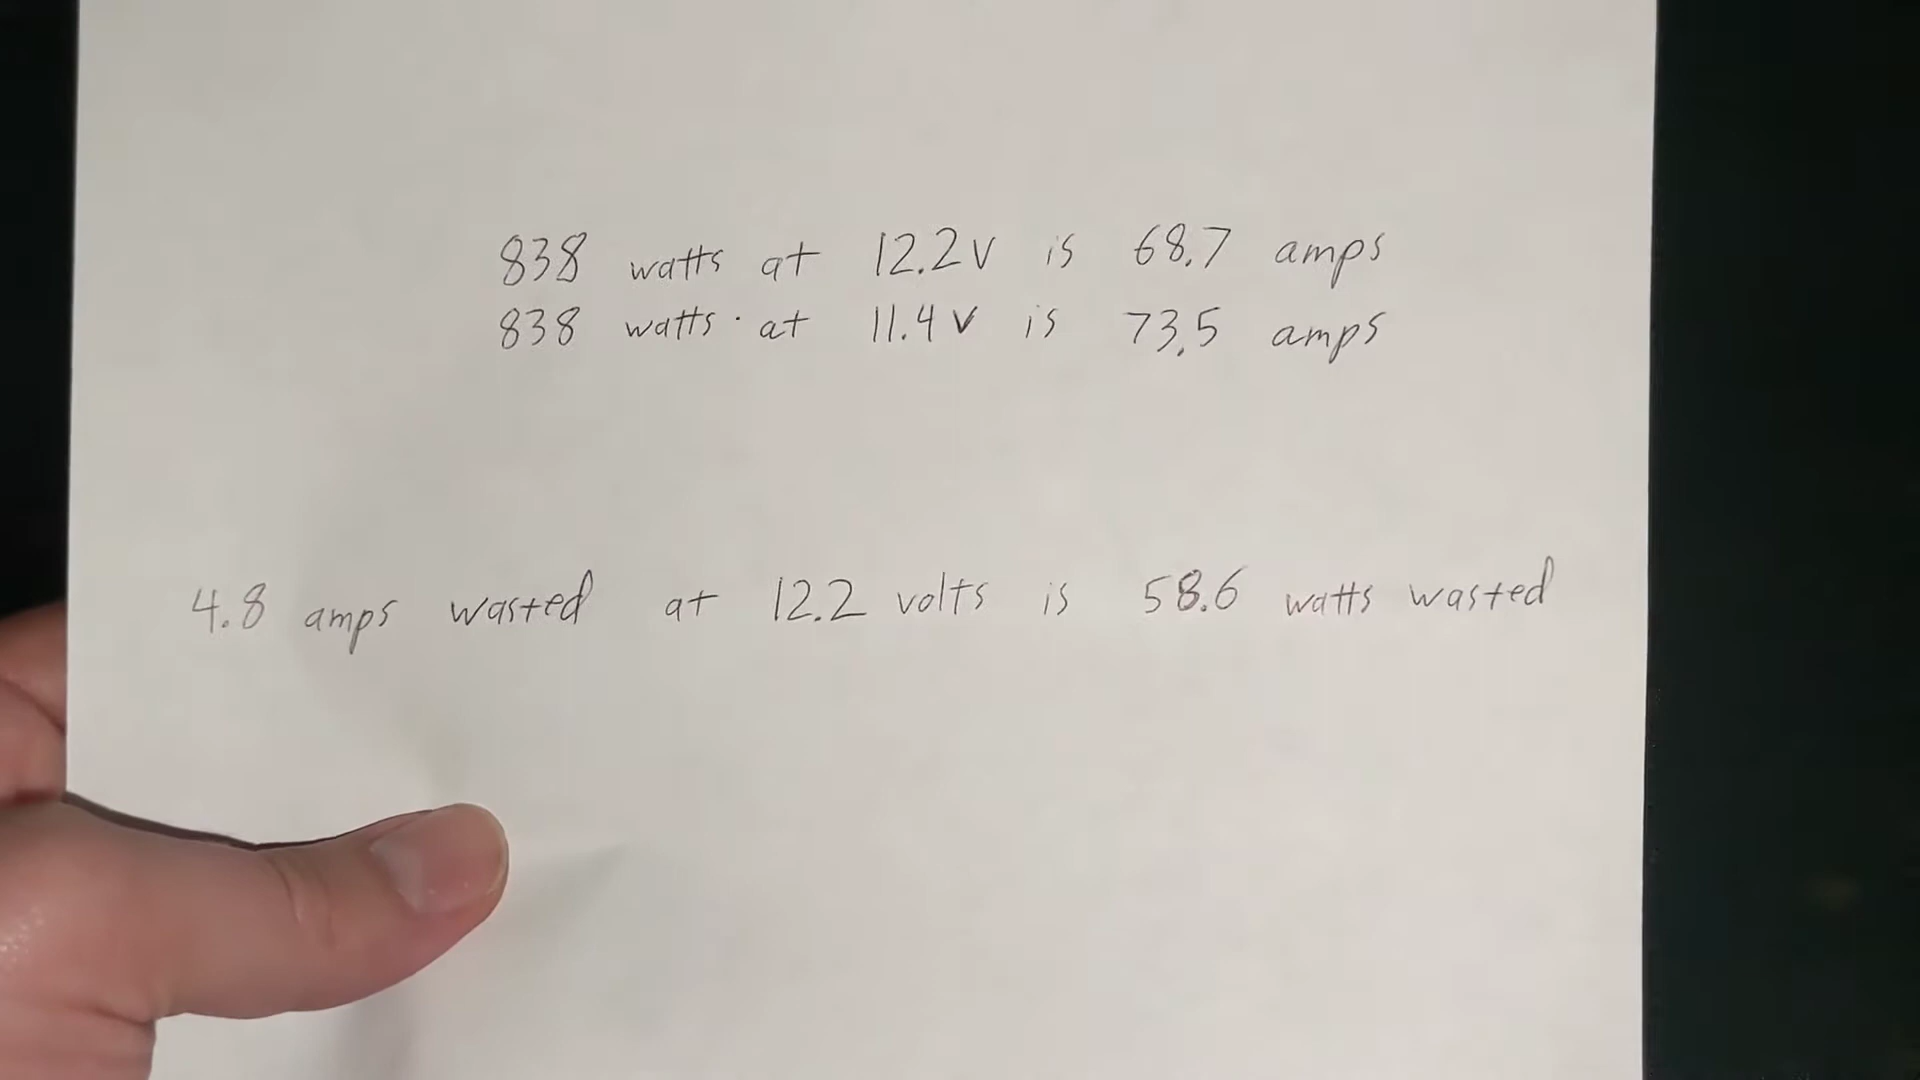 838 watts at 12.2v is 68.7 amps
838 watts at 11.4v is 73.5 amps
4.8 amps wasted at 12.2 volts is 58.6 watts wasted